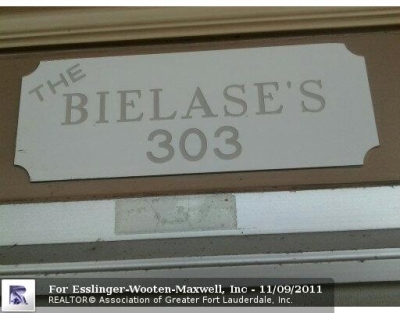 THE
BIELASE'S
303
For Esslinger-Wooten-Maxwell, Inc - 11/09/2011
REALTOR® Association of Greater Fort Lauderdale, Inc.